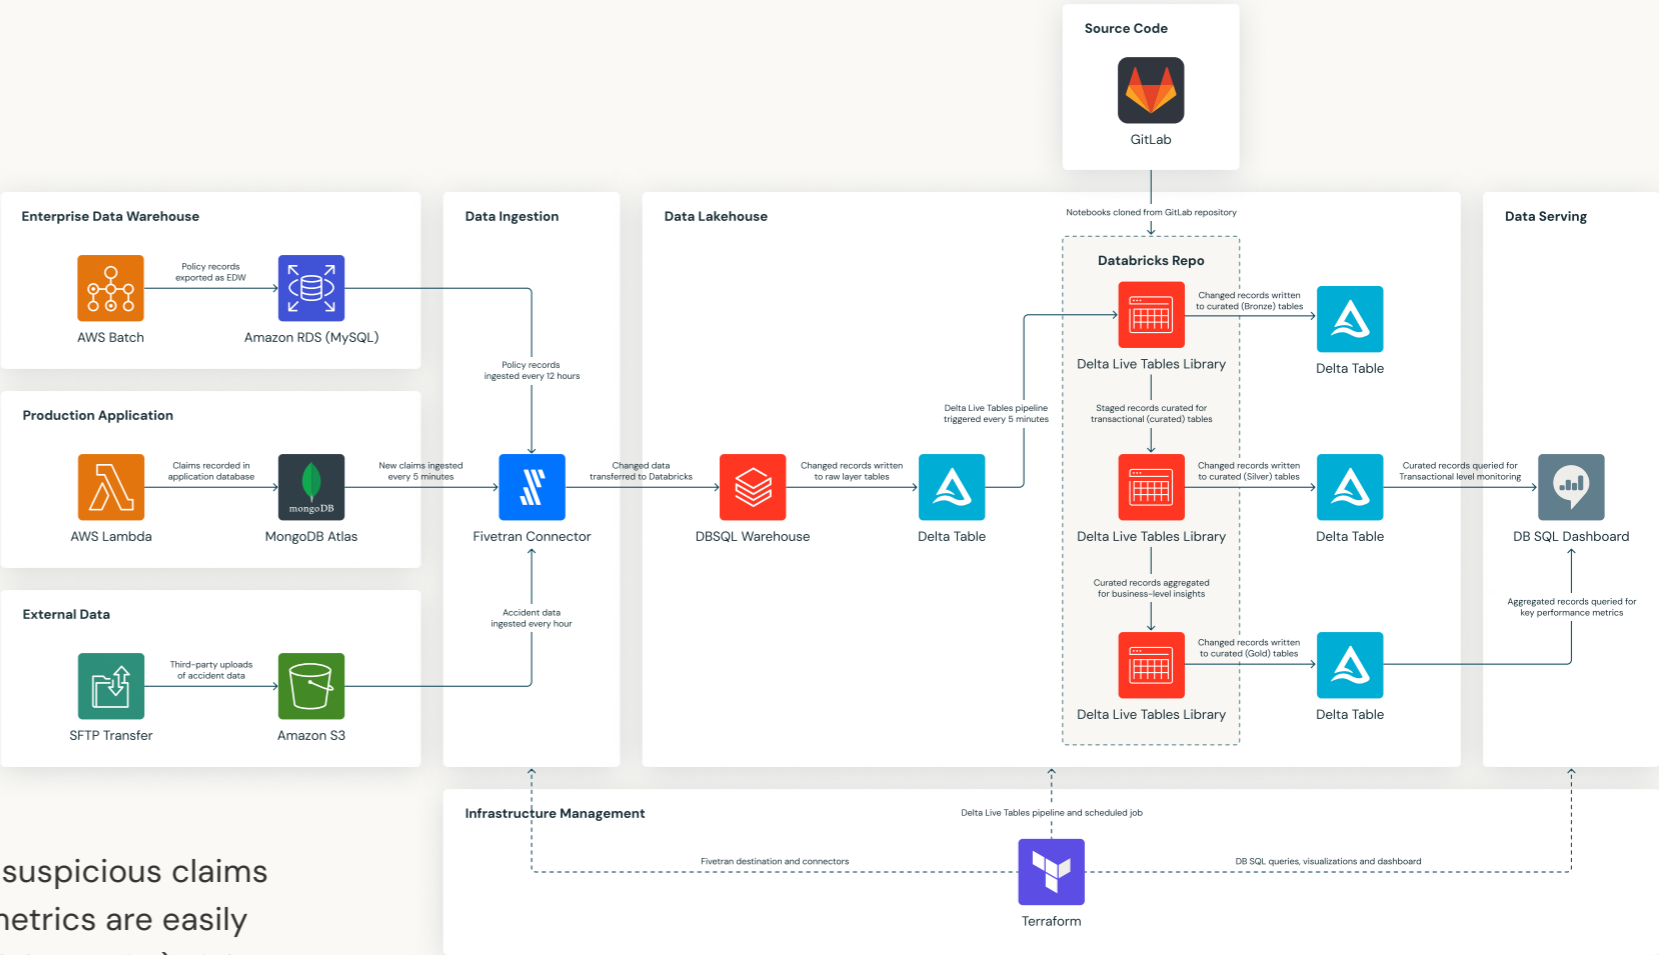 Source Code
GitLab
Notebooks cloned from GitLab repository
Enterprise Data Warehouse
Policy records
exported as EDW
AWS Batch
Amazon RDS (MySQL)
Production Application
Claims recorded in
application database
AWS Lambda
mongoDB
MongoDB Atlas
New claims ingested
every 5 minutes
External Data
Third-party uploads
of accident data
SFTP Transfer
Amazon S3
Data Ingestion
Policy records
ingested every 12 hours
Fivetran Connector
Accident data
ingested every hour
Changed data
transferred to Databricks
Data Lakehouse
DBSQL Warehouse
Changed records written
to raw layer tables
Delta Table
Delta Live Tables pipeline
triggered every 5 minutes
Databricks Repo
Delta Live Tables Library
Changed records written
to curated (Bronze) tables
Delta Table
Staged records curated for
transactional (curated) tables
Delta Live Tables Library
Changed records written
to curated (Silver) tables
Delta Table
Curated records aggregated
for business-level insights
Delta Live Tables Library
Changed records written
to curated (Gold) tables
Delta Table
Data Serving
Curated records queried for
Transactional level monitoring
DB SQL Dashboard
Aggregated records queried for
key performance metrics
Infrastructure Management
Delta Live Tables pipeline and scheduled job
Fivetran destination and connectors
DB SQL queries, visualizations and dashboard
Terraform
suspicious claims
etrics are easily